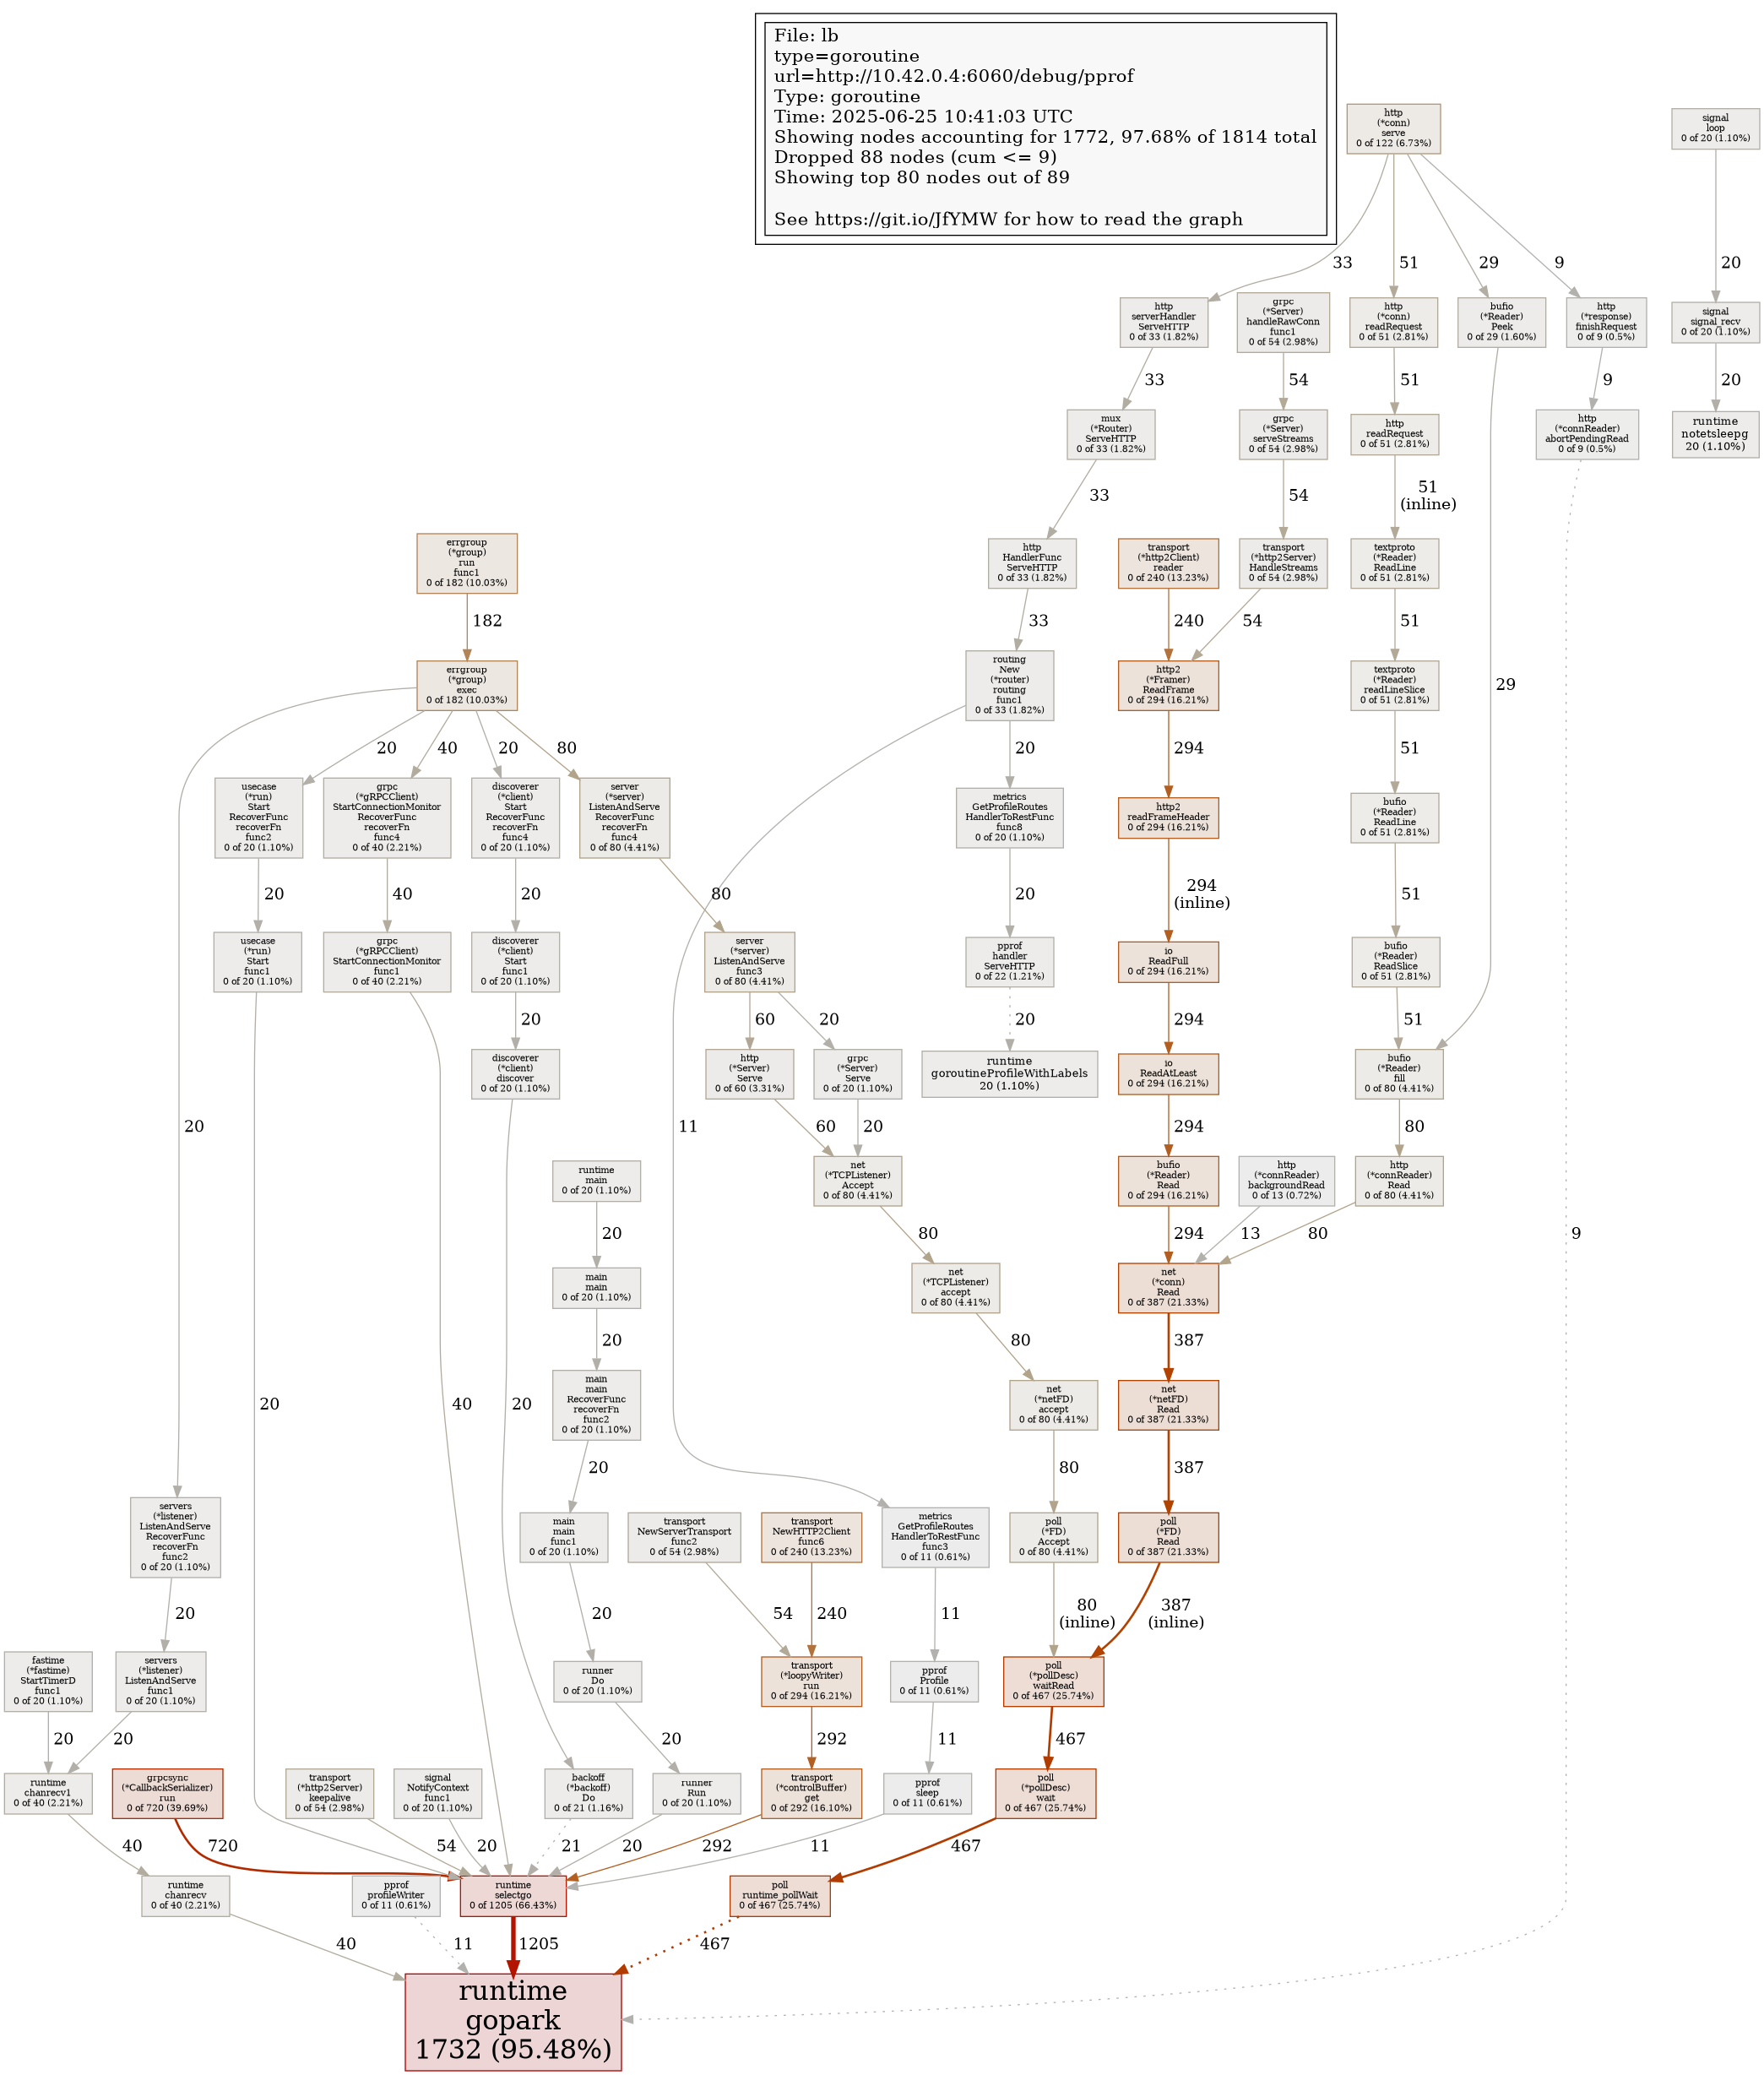 File: lb
type=goroutine
url=http://10.42.0.4:6060/debug/pprof
Type: goroutine
Time: 2025-06-25 10:41:03 UTC
Showing nodes accounting for 1772, 97.68% of 1814 total
Dropped 88 nodes (cum <= 9)
Showing top 80 nodes out of 89
See https://git.io/JfYMW for how to read the graph
http
(*conn)
serve
0 of 122 (6.73%)
signal
loop
0 of 20 (1.10%)
33
51
29
9
20
http
serverHandler
ServeHTTP
0 of 33 (1.82%)
grpc
(*Server)
handleRawConn
func1
0 of 54 (2.98%)
http
(*conn)
readRequest
0 of 51 (2.81%)
bufio
(*Reader)
Peek
0 of 29 (1.60%)
http
(*response)
finishRequest
0 of 9 (0.5%)
signal
signal_recv
0 of 20 (1.10%)
33
54
51
9
20
mux
(*Router)
ServeHTTP
0 of 33 (1.82%)
grpc
(*Server)
serveStreams
0 of 54 (2.98%)
http
readRequest
0 of 51 (2.81%)
http
(*connReader)
abortPendingRead
0 of 9 (0.5%)
runtime
notetsleepg
20 (1.10%)
33
54
51
(inline)
errgroup
(*group)
run
func1
0 of 182 (10.03%)
http
HandlerFunc
ServeHTTP
0 of 33 (1.82%)
transport
(*http2Client)
reader
0 of 240 (13.23%)
transport
(*http2Server)
HandleStreams
0 of 54 (2.98%)
textproto
(*Reader)
ReadLine
0 of 51 (2.81%)
182
33
240
54
51
errgroup
(*group)
exec
0 of 182 (10.03%)
routing
New
(*router)
routing
func1
0 of 33 (1.82%)
http2
(*Framer)
ReadFrame
0 of 294 (16.21%)
textproto
(*Reader)
readLineSlice
0 of 51 (2.81%)
29
20
40
20
80
20
294
51
usecase
(*run)
Start
RecoverFunc
recoverFn
func2
0 of 20 (1.10%)
grpc
(*gRPCClient)
StartConnectionMonitor
RecoverFunc
recoverFn
func4
0 of 40 (2.21%)
discoverer
(*client)
Start
RecoverFunc
recoverFn
func4
0 of 20 (1.10%)
server
(*server)
ListenAndServe
RecoverFunc
recoverFn
func4
0 of 80 (4.41%)
metrics
GetProfileRoutes
HandlerToRestFunc
func8
0 of 20 (1.10%)
http2
readFrameHeader
0 of 294 (16.21%)
bufio
(*Reader)
ReadLine
0 of 51 (2.81%)
20
40
20
80
20
294
(inline)
51
usecase
(*run)
Start
func1
0 of 20 (1.10%)
grpc
(*gRPCClient)
StartConnectionMonitor
func1
0 of 40 (2.21%)
discoverer
(*client)
Start
func1
0 of 20 (1.10%)
server
(*server)
ListenAndServe
func3
0 of 80 (4.41%)
pprof
handler
ServeHTTP
0 of 22 (1.21%)
io
ReadFull
0 of 294 (16.21%)
bufio
(*Reader)
ReadSlice
0 of 51 (2.81%)
20
60
20
20
294
51
discoverer
(*client)
discover
0 of 20 (1.10%)
http
(*Server)
Serve
0 of 60 (3.31%)
grpc
(*Server)
Serve
0 of 20 (1.10%)
runtime
goroutineProfileWithLabels
20 (1.10%)
io
ReadAtLeast
0 of 294 (16.21%)
bufio
(*Reader)
fill
0 of 80 (4.41%)
20
11
60
20
294
80
runtime
main
0 of 20 (1.10%)
net
(*TCPListener)
Accept
0 of 80 (4.41%)
bufio
(*Reader)
Read
0 of 294 (16.21%)
http
(*connReader)
backgroundRead
0 of 13 (0.72%)
http
(*connReader)
Read
0 of 80 (4.41%)
20
80
294
13
80
9
main
main
0 of 20 (1.10%)
net
(*TCPListener)
accept
0 of 80 (4.41%)
net
(*conn)
Read
0 of 387 (21.33%)
20
80
387
20
40
20
main
main
RecoverFunc
recoverFn
func2
0 of 20 (1.10%)
net
(*netFD)
accept
0 of 80 (4.41%)
net
(*netFD)
Read
0 of 387 (21.33%)
20
80
387
servers
(*listener)
ListenAndServe
RecoverFunc
recoverFn
func2
0 of 20 (1.10%)
main
main
func1
0 of 20 (1.10%)
transport
NewServerTransport
func2
0 of 54 (2.98%)
transport
NewHTTP2Client
func6
0 of 240 (13.23%)
metrics
GetProfileRoutes
HandlerToRestFunc
func3
0 of 11 (0.61%)
poll
(*FD)
Accept
0 of 80 (4.41%)
poll
(*FD)
Read
0 of 387 (21.33%)
20
20
54
240
11
80
(inline)
387
(inline)
fastime
(*fastime)
StartTimerD
func1
0 of 20 (1.10%)
servers
(*listener)
ListenAndServe
func1
0 of 20 (1.10%)
runner
Do
0 of 20 (1.10%)
transport
(*loopyWriter)
run
0 of 294 (16.21%)
pprof
Profile
0 of 11 (0.61%)
poll
(*pollDesc)
waitRead
0 of 467 (25.74%)
20
20
20
292
11
467
runtime
chanrecv1
0 of 40 (2.21%)
grpcsync
(*CallbackSerializer)
run
0 of 720 (39.69%)
transport
(*http2Server)
keepalive
0 of 54 (2.98%)
signal
NotifyContext
func1
0 of 20 (1.10%)
backoff
(*backoff)
Do
0 of 21 (1.16%)
runner
Run
0 of 20 (1.10%)
transport
(*controlBuffer)
get
0 of 292 (16.10%)
pprof
sleep
0 of 11 (0.61%)
poll
(*pollDesc)
wait
0 of 467 (25.74%)
40
720
54
20
21
20
292
11
467
runtime
chanrecv
0 of 40 (2.21%)
pprof
profileWriter
0 of 11 (0.61%)
runtime
selectgo
0 of 1205 (66.43%)
poll
runtime_pollWait
0 of 467 (25.74%)
40
11
1205
467
runtime
gopark
1732 (95.48%)